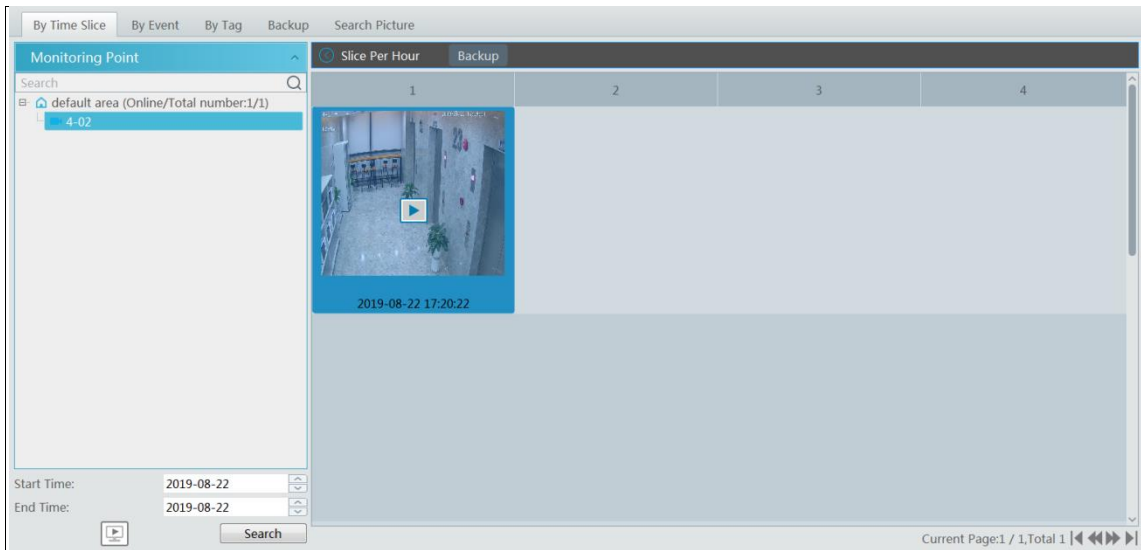 By Time Slice By Event By Tag Backup Search Picture
Monitoring Point
Slice Per Hour Backup
Search
default area (Online/Total number:1/1)
4-02
1 2 3 4
2019-08-22 17:20:22
Start Time: 2019-08-22
End Time: 2019-08-22
Search
Current Page:1 / 1,Total 1